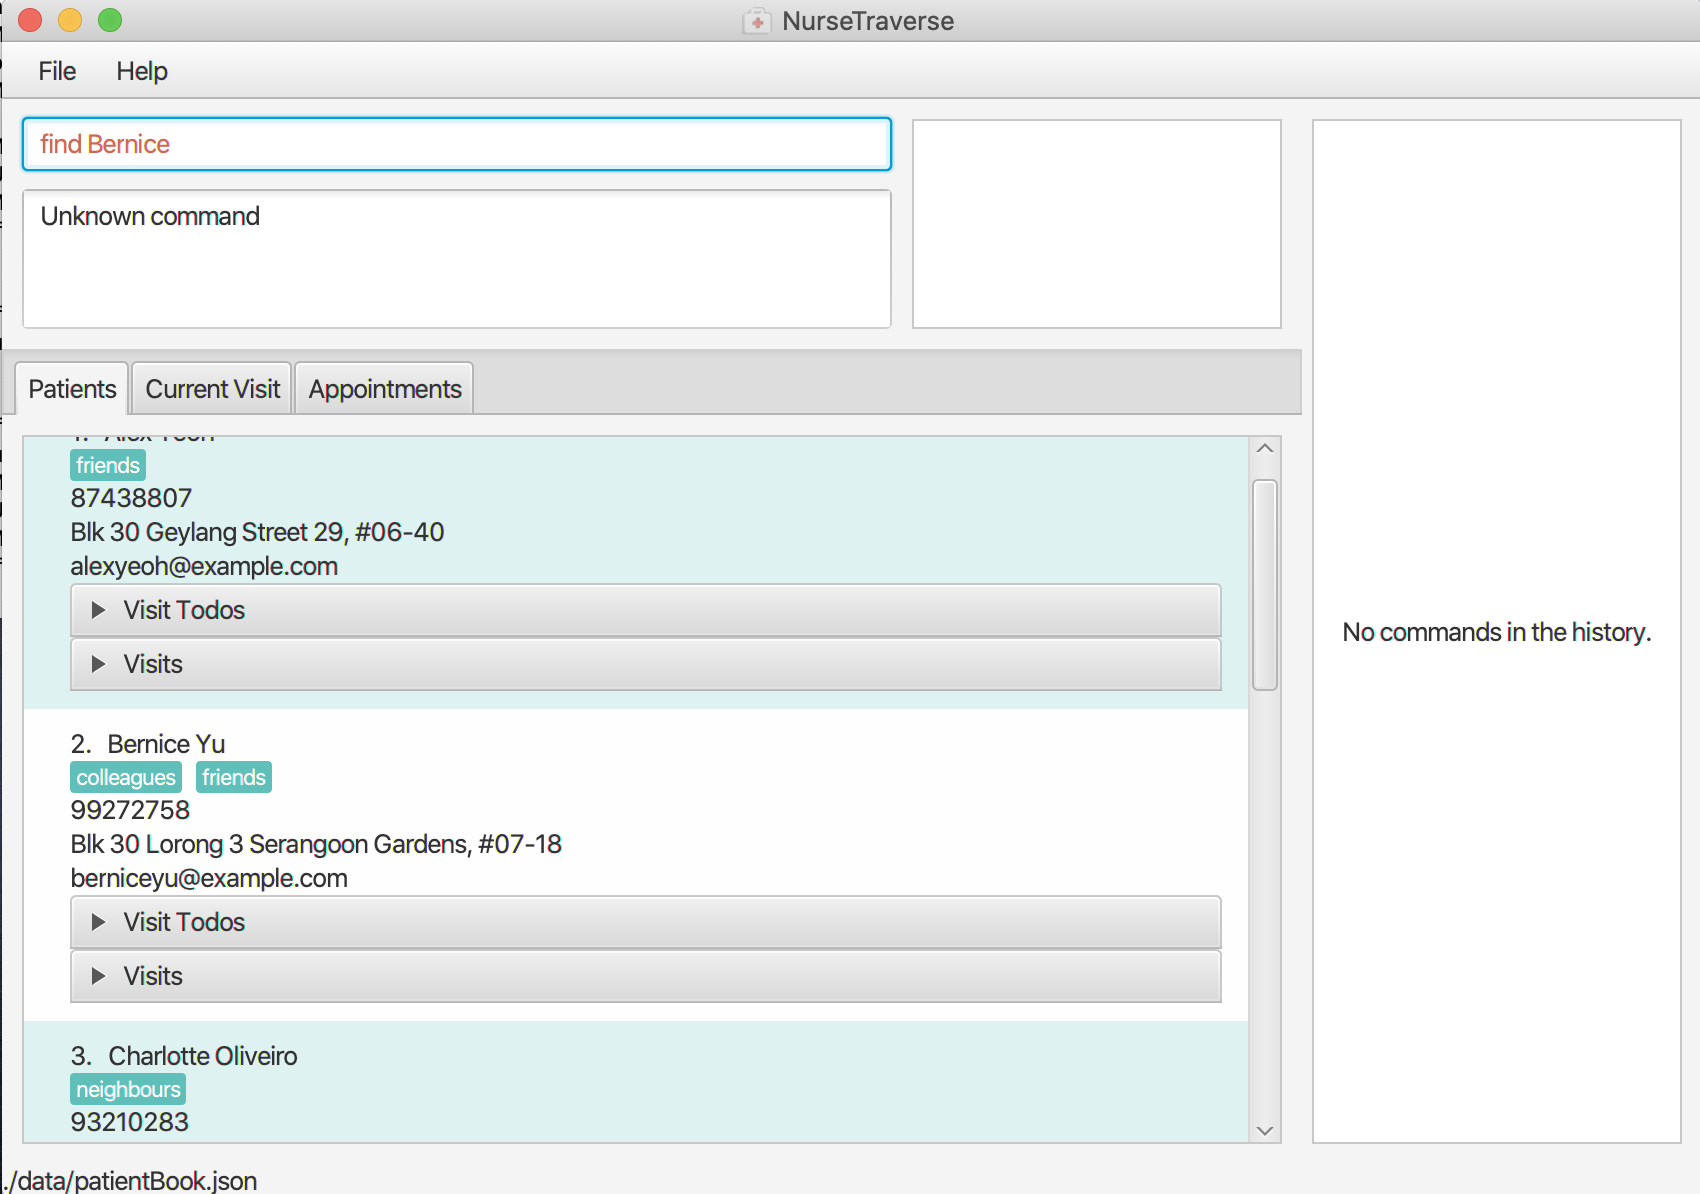 NurseTraverse
File Help
find Bernice
Unknown command
Patients Current Visit Appointments
friends
87438807
Blk 30 Geylang Street 29, #06-40
alexyeoh@example.com
Visit Todos
Visits
2. Bernice Yu
colleagues friends
99272758
Blk 30 Lorong 3 Serangoon Gardens, #07-18
berniceyu@example.com
Visit Todos
Visits
3. Charlotte Oliveiro
neighbours
93210283
No commands in the history.
./data/patientBook.json